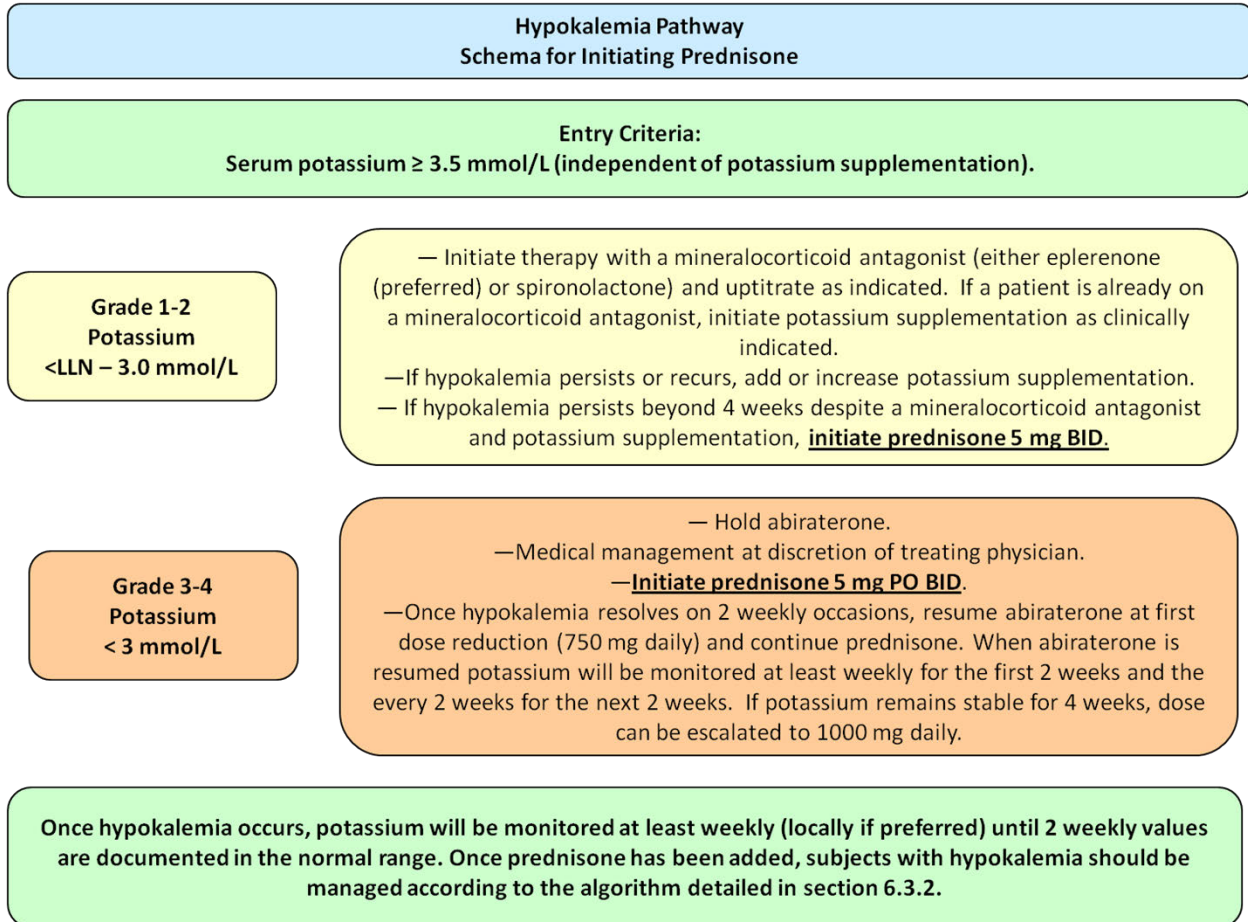 Hypokalemia Pathway
Schema for Initiating Prednisone
Entry Criteria:
Serum potassium ≥ 3.5 mmol/L (independent of potassium supplementation).
Grade 1-2
Potassium
<LLN – 3.0 mmol/L
— Initiate therapy with a mineralocorticoid antagonist (either eplerenone
(preferred) or spironolactone) and uptitrate as indicated.  If a patient is already on
a mineralocorticoid antagonist, initiate potassium supplementation as clinically
indicated.
—If hypokalemia persists or recurs, add or increase potassium supplementation.
— If hypokalemia persists beyond 4 weeks despite a mineralocorticoid antagonist
and potassium supplementation,  initiate prednisone 5 mg BID.
Grade 3-4
Potassium
< 3 mmol/L
— Hold abiraterone.
—Medical management at discretion of treating physician.
—Initiate prednisone 5 mg PO BID.
—Once hypokalemia resolves on 2 weekly occasions, resume abiraterone at first
dose reduction (750 mg daily) and continue prednisone. When abiraterone is
resumed potassium will be monitored at least weekly for the first 2 weeks and the
every 2 weeks for the next 2 weeks.  If potassium remains stable for 4 weeks, dose
can be escalated to 1000 mg daily.
Once hypokalemia occurs, potassium will be monitored at least weekly (locally if preferred) until 2 weekly values
are documented in the normal range. Once prednisone has been added, subjects with hypokalemia should be
managed according to the algorithm detailed in section 6.3.2.